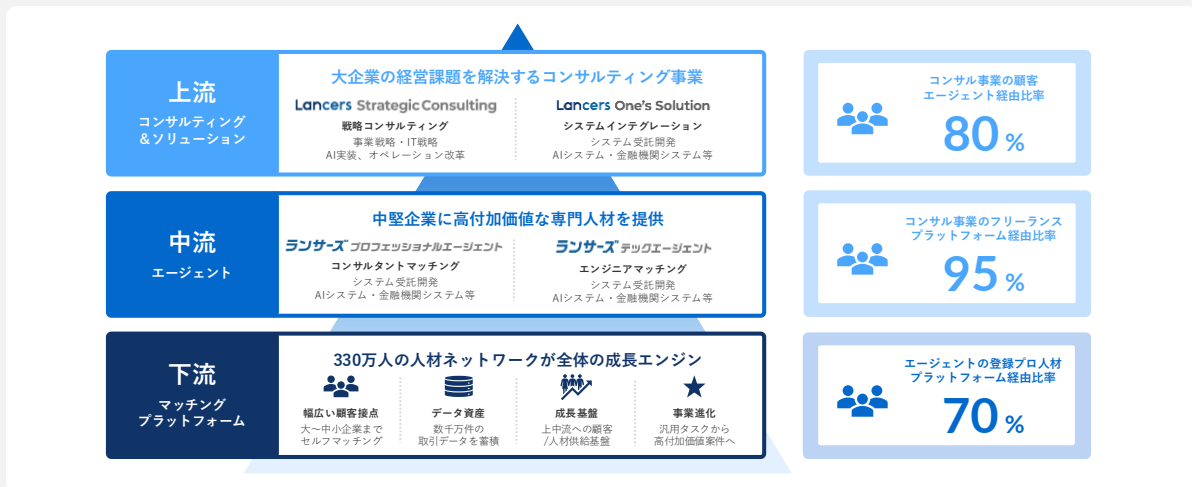 上流
コンサルティング
＆ソリューション
大企業の経営課題を解決するコンサルティング事業
Lancers Strategic Consulting
戦略コンサルティング
事業戦略・IT戦略
AI実装、オペレーション改革
Lancers One's Solution
システムインテグレーション
システム受託開発
AIシステム・金融機関システム等
コンサル事業の顧客
エージェント経由比率
80 %
中流
エージェント
中堅企業に高付加価値な専門人材を提供
ランサーズ プロフェッショナルエージェント
コンサルタントマッチング
システム受託開発
AIシステム・金融機関システム等
ランサーズ テックエージェント
エンジニアマッチング
システム受託開発
AIシステム・金融機関システム等
コンサル事業のフリーランス
プラットフォーム経由比率
95 %
下流
マッチング
プラットフォーム
330万人の人材ネットワークが全体の成長エンジン
幅広い顧客接点
大〜中小企業まで
セルフマッチング
データ資産
数千万件の
取引データを蓄積
成長基盤
上中流への顧客
/人材供給基盤
事業進化
汎用タスクから
高付加価値案件へ
エージェントの登録プロ人材
プラットフォーム経由比率
70 %